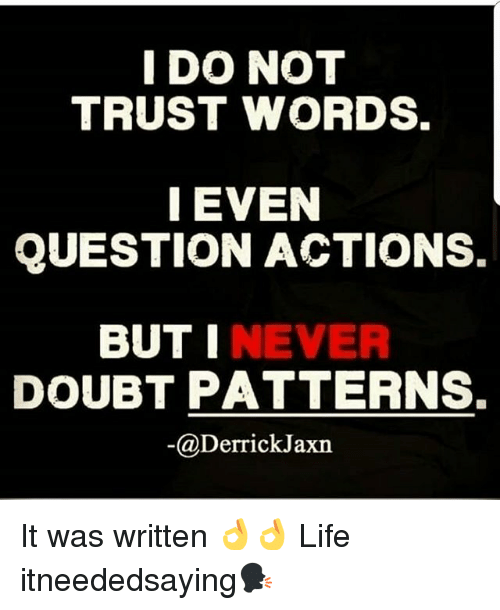 I DO NOT
TRUST WORDS.
I EVEN
QUESTION ACTIONS.
BUT I NEVER
DOUBT PATTERNS.
-@DerrickJaxn
It was written 👌👌 Life
itneededsaying🗣